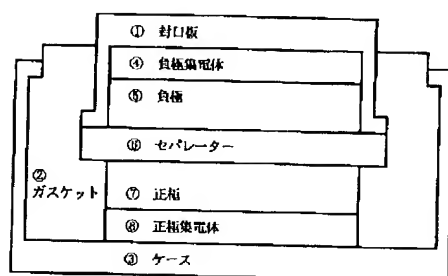 ① 封口板
④ 負極集電体
⑤ 負極
⑥ セパレーター
②
ガスケット
⑦ 正極
⑧ 正極集電体
③ ケース